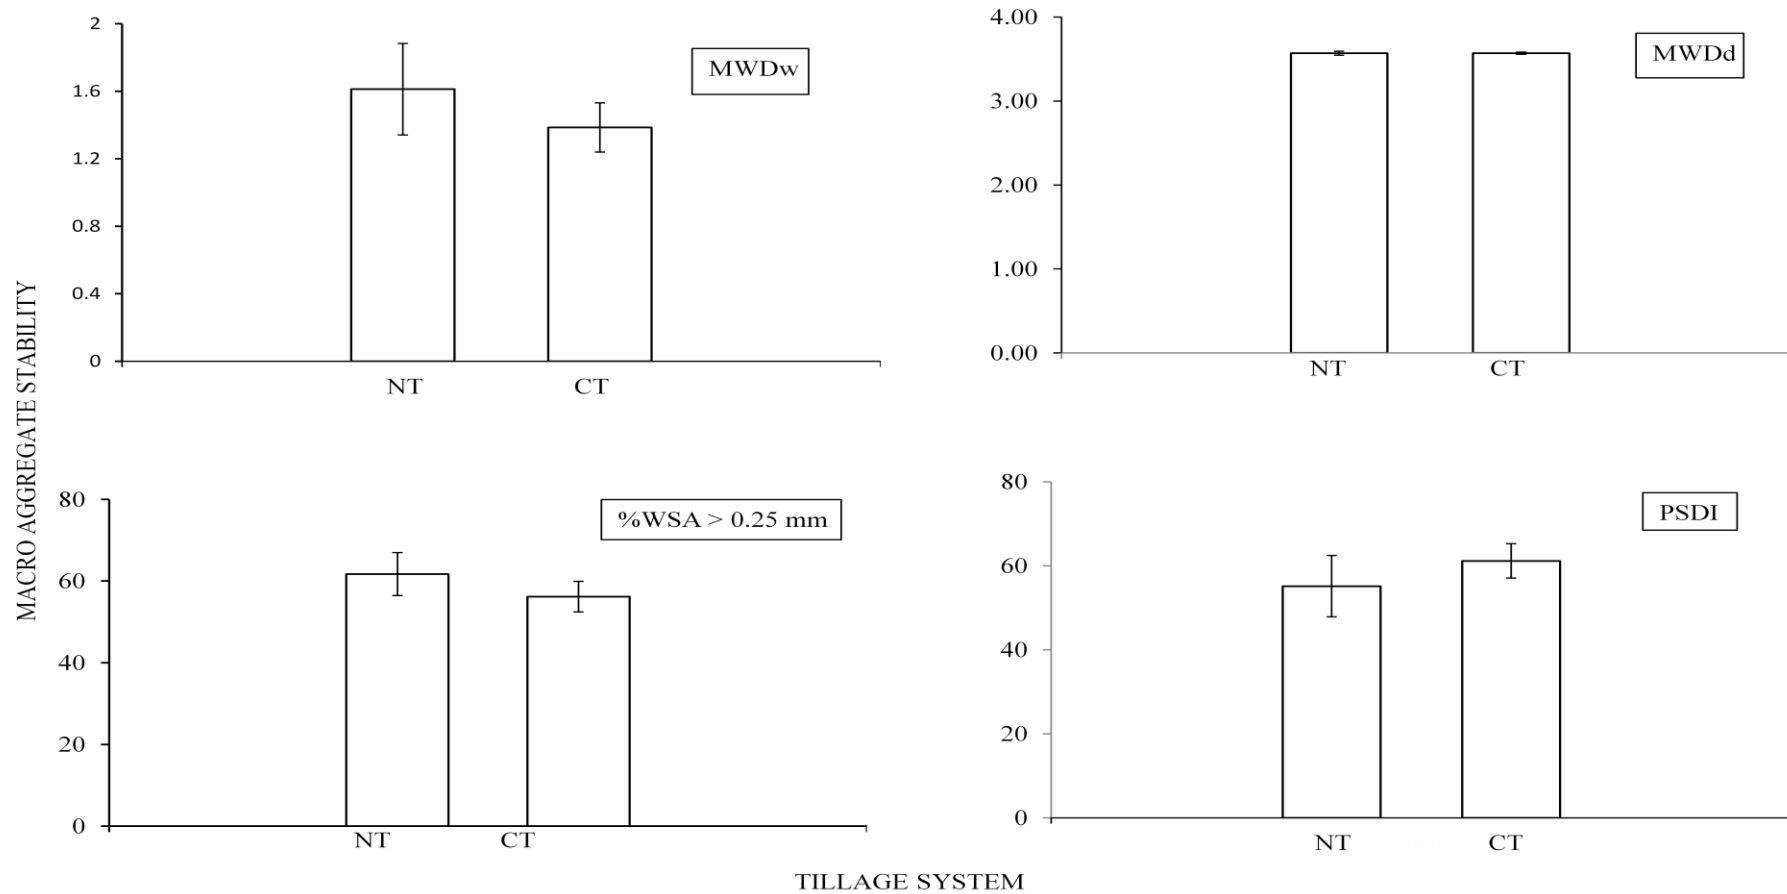 MACRO AGGREGATE STABILITY
2
1.6
1.2
0.8
0.4
0
MWDw
NT CT
4.00
3.00
2.00
1.00
0.00
MWDd
NT CT
80
60
40
20
0
%WSA > 0.25 mm
NT CT
80
60
40
20
0
PSDI
NT CT
TILLAGE SYSTEM